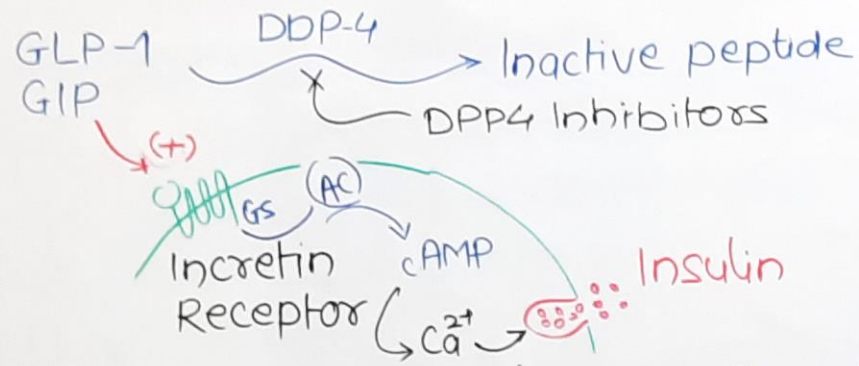 GLP-1
GIP
DDP-4
Inactive peptide
DPP4 Inhibitors
(+)
GS
AC
cAMP
Incretin
Receptor
Ca2+
Insulin